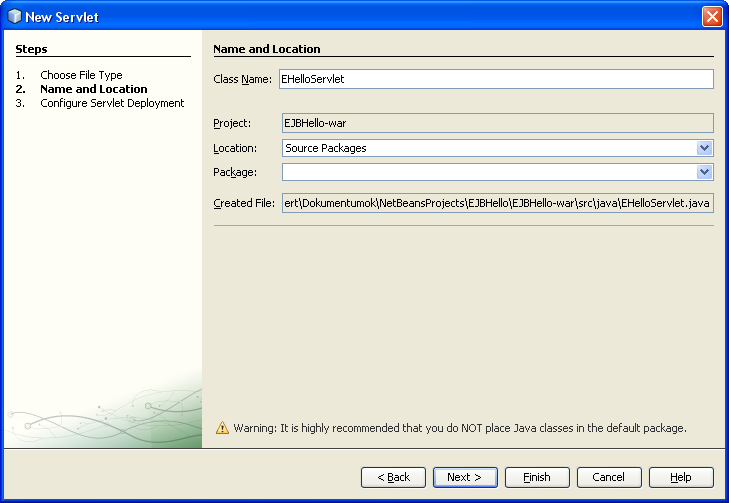 New Servlet
Steps
1. Choose File Type
2. Name and Location
3. Configure Servlet Deployment
Name and Location
Class Name: EHelloServlet
Project: EJBHello-war
Location: Source Packages
Package:
Created File: ert\Dokumentumok\NetBeansProjects\EJBHello\EJBHello-war\src\java\EHelloServlet.java
Warning: It is highly recommended that you do NOT place Java classes in the default package.
< Back Next > Finish Cancel Help